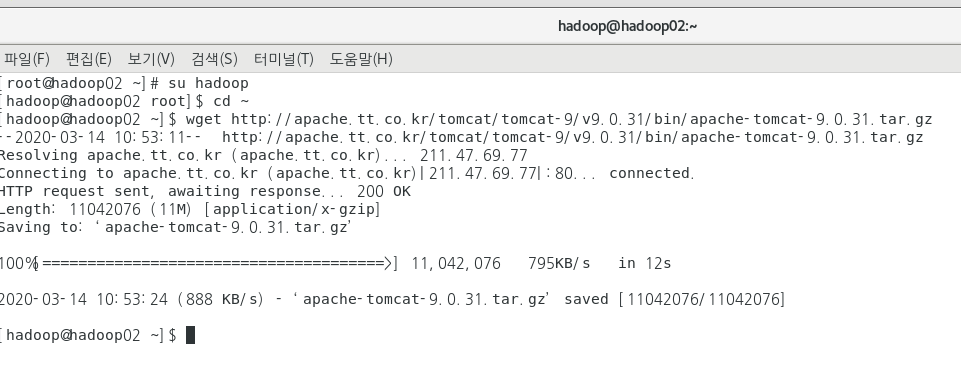 hadoop@hadoop02:~
파일(F) 편집(E) 보기(V) 검색(S) 터미널(T) 도움말(H)
[root@hadoop02 ~]# su hadoop
[hadoop@hadoop02 root]$ cd ~
[hadoop@hadoop02 ~]$ wget http://apache.tt.co.kr/tomcat/tomcat-9/v9.0.31/bin/apache-tomcat-9.0.31.tar.gz
--2020-03-14 10:53:11--  http://apache.tt.co.kr/tomcat/tomcat-9/v9.0.31/bin/apache-tomcat-9.0.31.tar.gz
Resolving apache.tt.co.kr (apache.tt.co.kr)... 211.47.69.77
Connecting to apache.tt.co.kr (apache.tt.co.kr)|211.47.69.77|:80... connected.
HTTP request sent, awaiting response... 200 OK
Length: 11042076 (11M) [application/x-gzip]
Saving to: ‘apache-tomcat-9.0.31.tar.gz’
100%[======================================>] 11,042,076   795KB/s   in 12s
2020-03-14 10:53:24 (888 KB/s) - ‘apache-tomcat-9.0.31.tar.gz’ saved [11042076/11042076]
[hadoop@hadoop02 ~]$